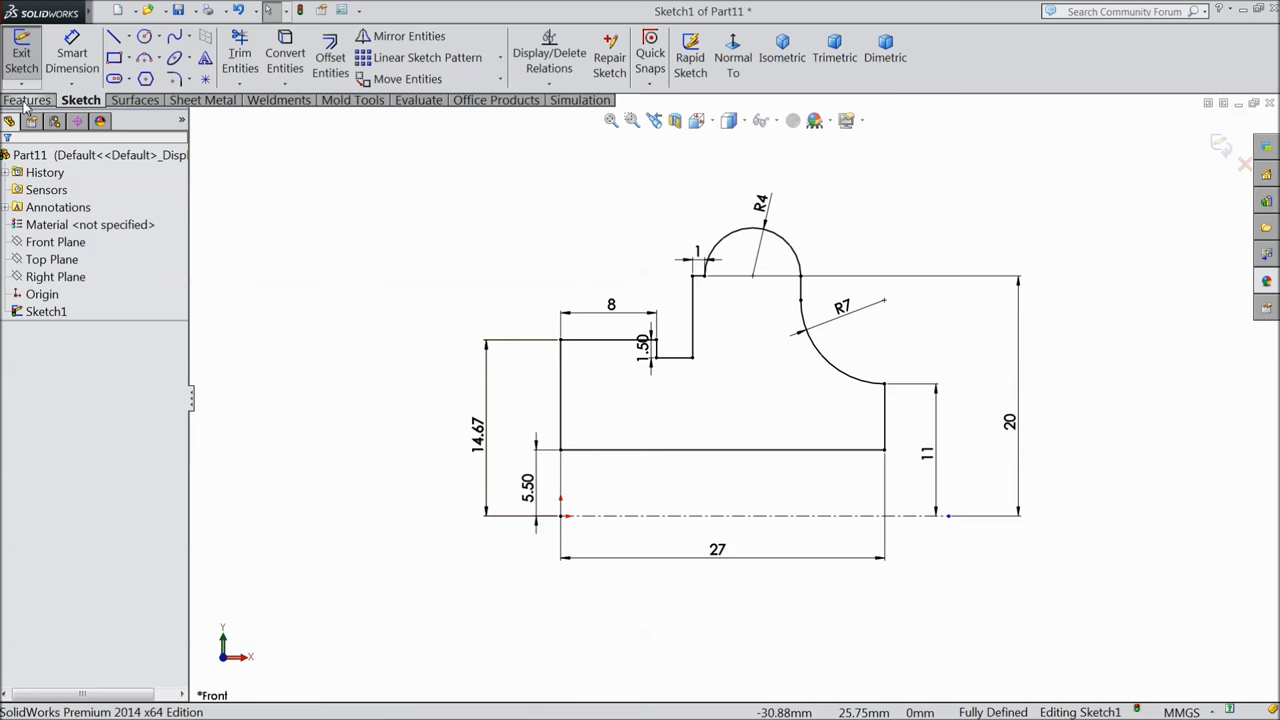 SOLIDWORKS
Sketch1 of Part11 *
Search Community Forum
Exit Sketch
Smart Dimension
Trim Entities
Convert Entities
Offset Entities
Mirror Entities
Linear Sketch Pattern
Move Entities
Display/Delete Relations
Repair Sketch
Quick Snaps
Rapid Sketch
Normal To
Isometric
Trimetric
Dimetric
Features
Sketch
Surfaces
Sheet Metal
Weldments
Mold Tools
Evaluate
Office Products
Simulation
Part11 (Default<<Default>_Displ
History
Sensors
Annotations
Material <not specified>
Front Plane
Top Plane
Right Plane
Origin
Sketch1
R4
1
8
1.50
R7
14.67
5.50
11
20
27
Y
X
*Front
SolidWorks Premium 2014 x64 Edition
-30.88mm
25.75mm
0mm
Fully Defined
Editing Sketch1
MMGS